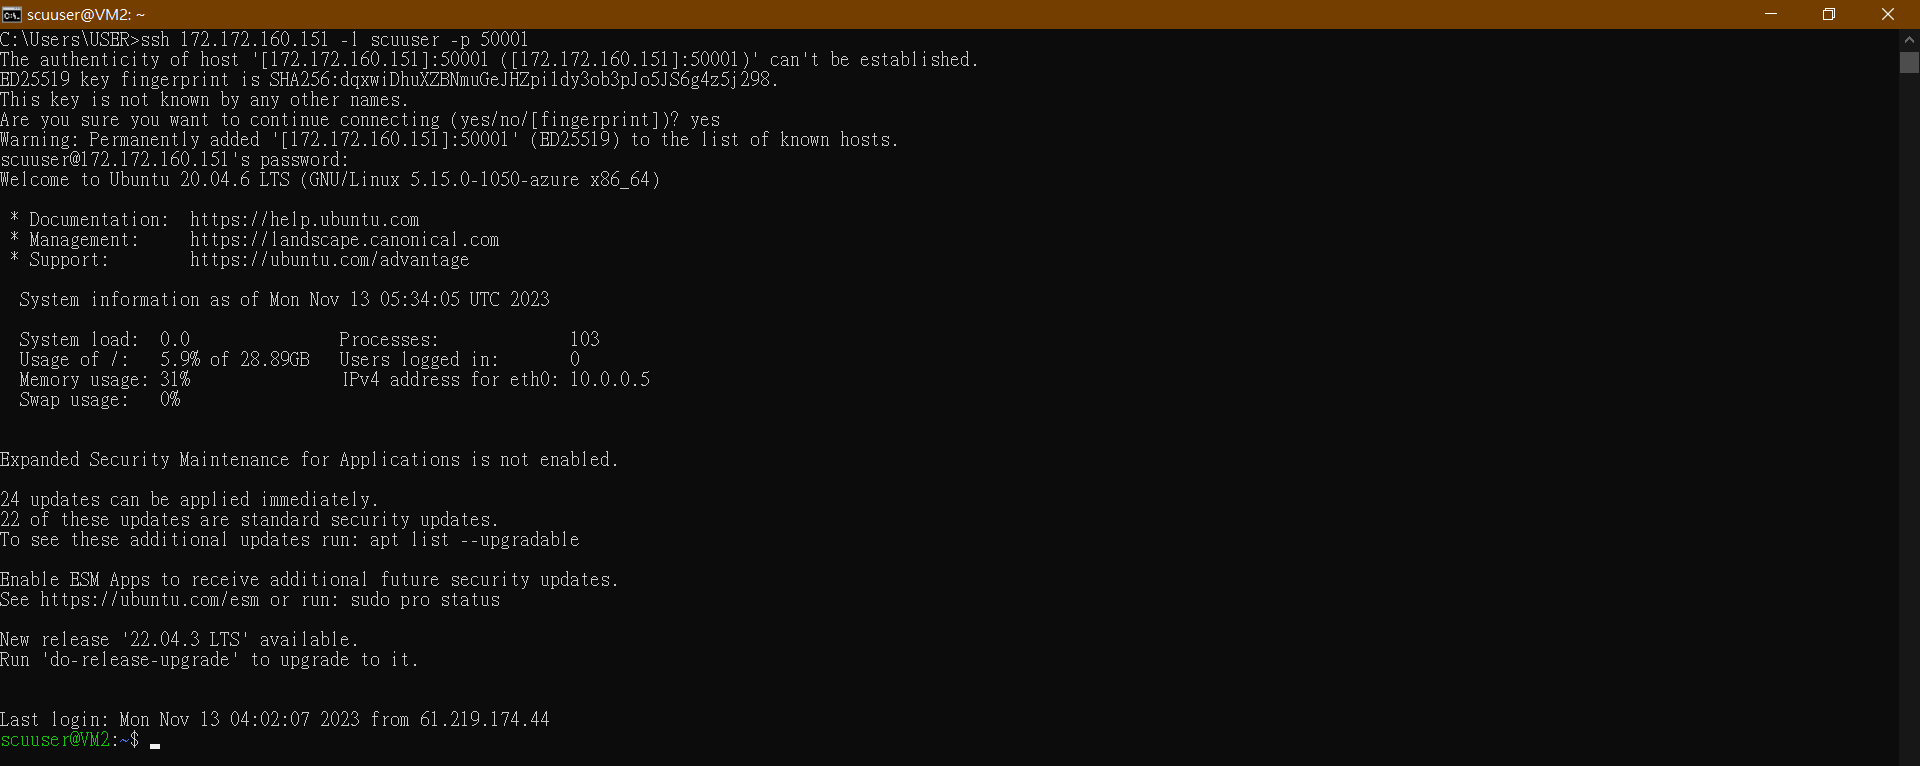 scuuser@VM2: ~
C:\Users\USER>ssh 172.172.160.151 -l scuuser -p 50001
The authenticity of host '[172.172.160.151]:50001 ([172.172.160.151]:50001)' can't be established.
ED25519 key fingerprint is SHA256:dqxwiDhuXZBNmuGeJHZpi1dy3ob3pJo5JS6g4z5j298.
This key is not known by any other names.
Are you sure you want to continue connecting (yes/no/[fingerprint])? yes
Warning: Permanently added '[172.172.160.151]:50001' (ED25519) to the list of known hosts.
scuuser@172.172.160.151's password:
Welcome to Ubuntu 20.04.6 LTS (GNU/Linux 5.15.0-1050-azure x86_64)
* Documentation:  https://help.ubuntu.com
* Management:     https://landscape.canonical.com
* Support:        https://ubuntu.com/advantage
System information as of Mon Nov 13 05:34:05 UTC 2023
System load:  0.0               Processes:             103
Usage of /:   5.9% of 28.89GB   Users logged in:       0
Memory usage: 31%               IPv4 address for eth0: 10.0.0.5
Swap usage:   0%
Expanded Security Maintenance for Applications is not enabled.
24 updates can be applied immediately.
22 of these updates are standard security updates.
To see these additional updates run: apt list --upgradable
Enable ESM Apps to receive additional future security updates.
See https://ubuntu.com/esm or run: sudo pro status
New release '22.04.3 LTS' available.
Run 'do-release-upgrade' to upgrade to it.
Last login: Mon Nov 13 04:02:07 2023 from 61.219.174.44
scuuser@VM2:~$